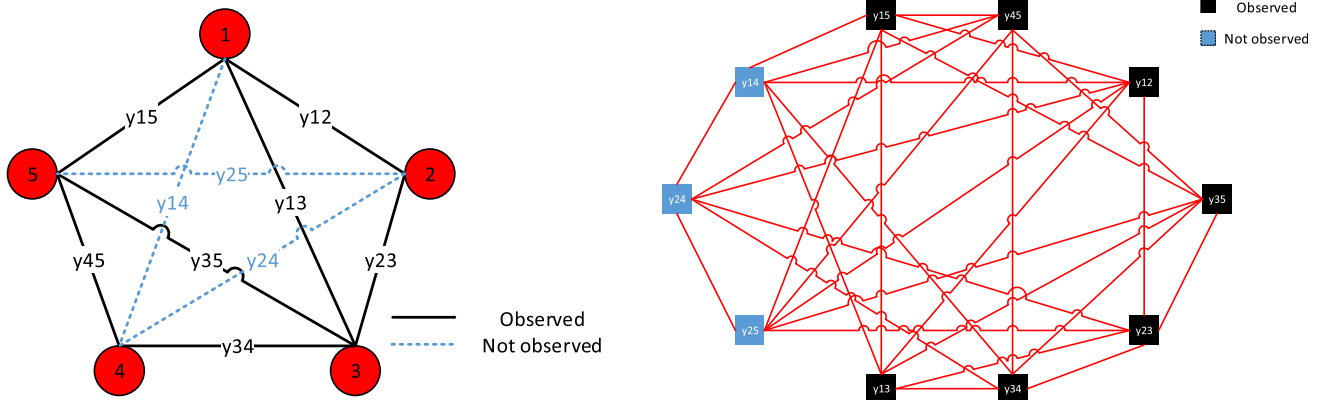 1
y15
y12
5
y25
2
y14
y13
y45
y35
y24
y23
y34
4
3
Observed
Not observed
y15
y45
y14
y12
y24
y35
y25
y23
y13
y34
Observed
Not observed